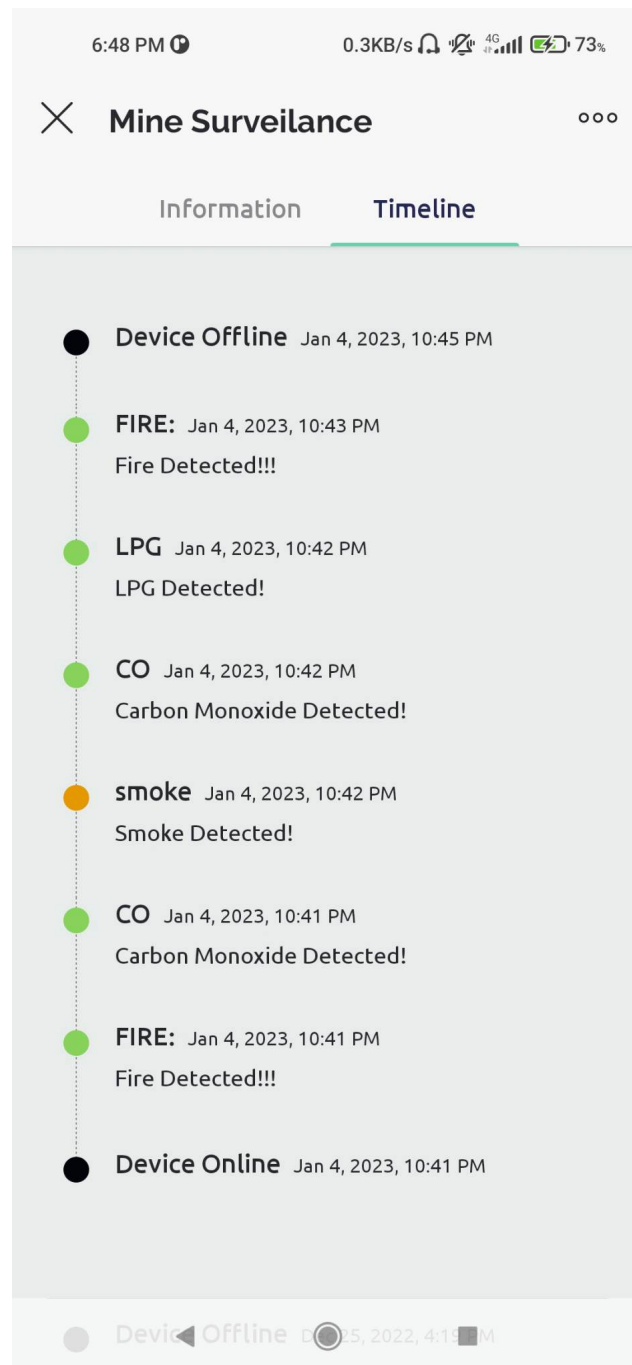 6:48 PM 0.3KB/s 4G 73%
Mine Surveilance
Information Timeline
Device Offline Jan 4, 2023, 10:45 PM
FIRE: Jan 4, 2023, 10:43 PM
Fire Detected!!!
LPG Jan 4, 2023, 10:42 PM
LPG Detected!
CO Jan 4, 2023, 10:42 PM
Carbon Monoxide Detected!
smoke Jan 4, 2023, 10:42 PM
Smoke Detected!
CO Jan 4, 2023, 10:41 PM
Carbon Monoxide Detected!
FIRE: Jan 4, 2023, 10:41 PM
Fire Detected!!!
Device Online Jan 4, 2023, 10:41 PM
Device Offline 25, 2022,